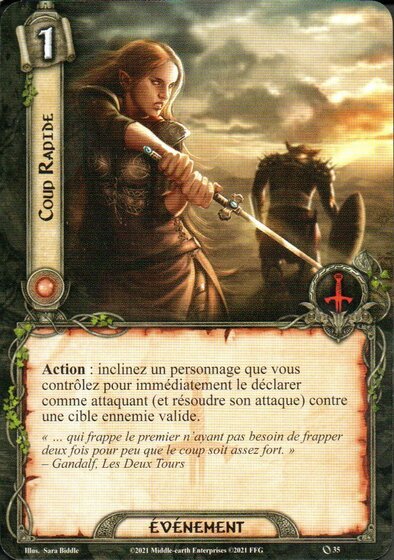 1
Coup Rapide
Action : inclinez un personnage que vous
contrôlez pour immédiatement le déclarer
comme attaquant (et résoudre son attaque) contre
une cible ennemie valide.
« ... qui frappe le premier n'ayant pas besoin de frapper
deux fois pour peu que le coup soit assez fort. »
– Gandalf, Les Deux Tours
ÉVÉNEMENT
Illus. Sara Biddle
©2021 Middle-earth Enterprises ©2021 FFG
35